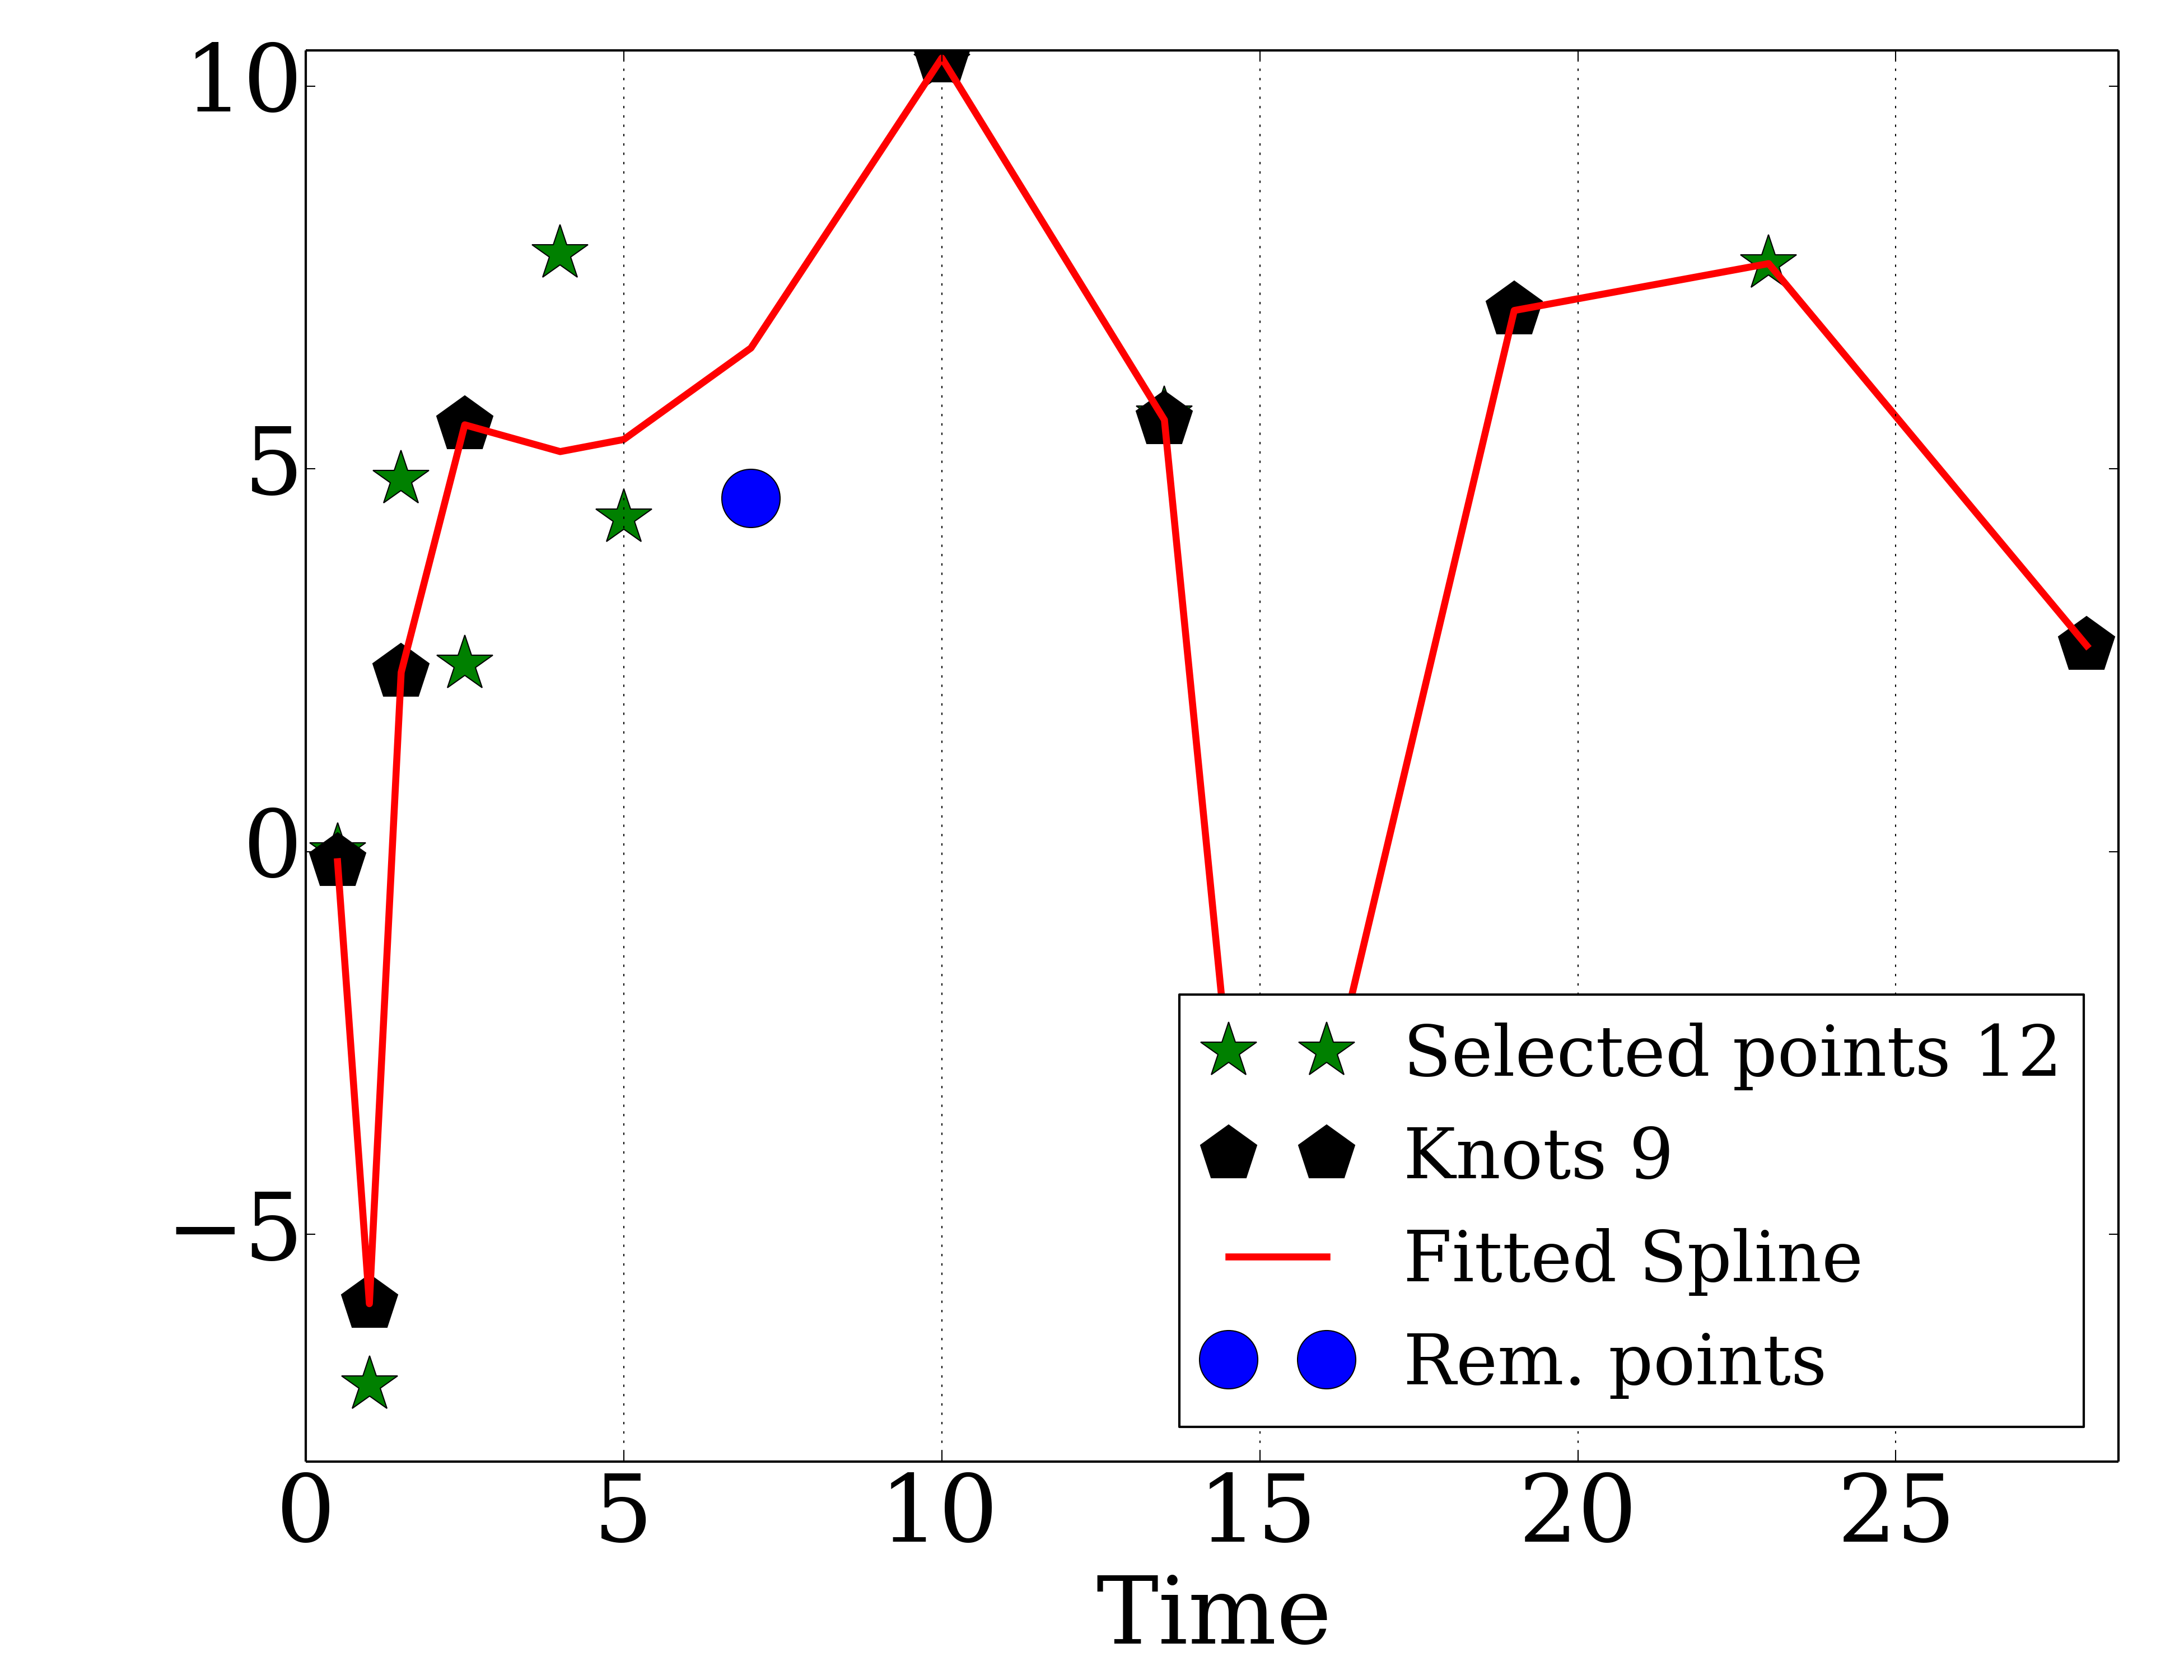 10
5
0
−5
Selected points 12
Knots 9
Fitted Spline
Rem. points
0 5 10 15 20 25
Time